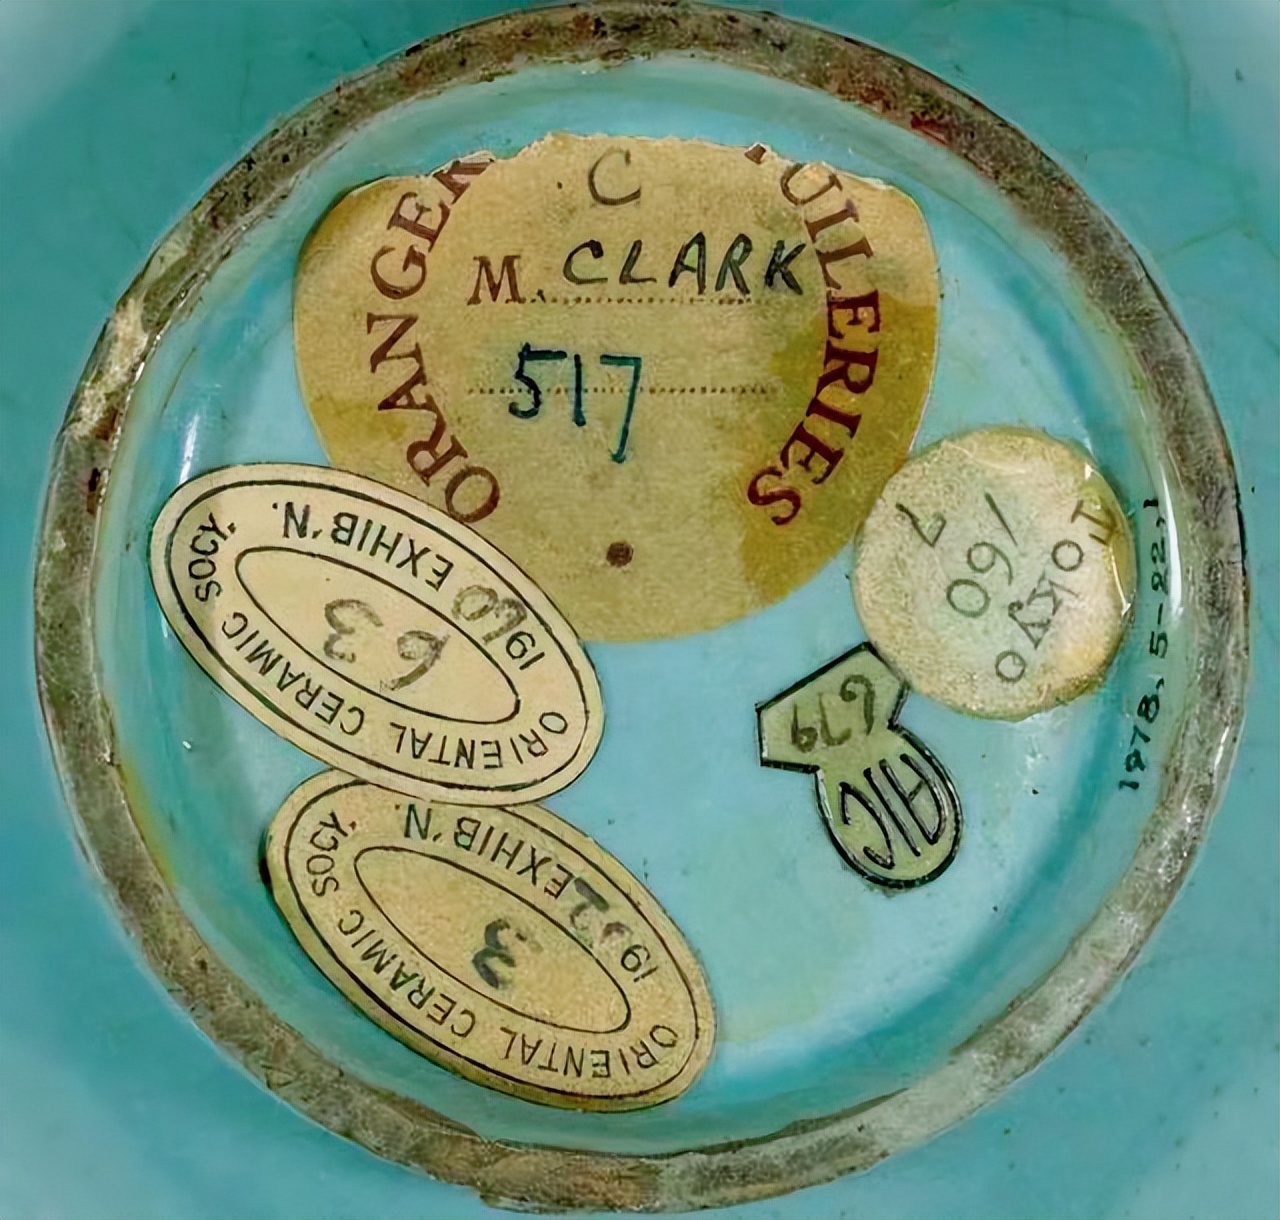 C
ORANGER
M. CLARK
517
UILERIES
ORIENTAL CERAMIC SOCY.
1960 EXHIB'N.
63
ORIENTAL CERAMIC SOCY.
EXHIB'N.
3
Tokyo
160
7
679
1978, 5-22,1